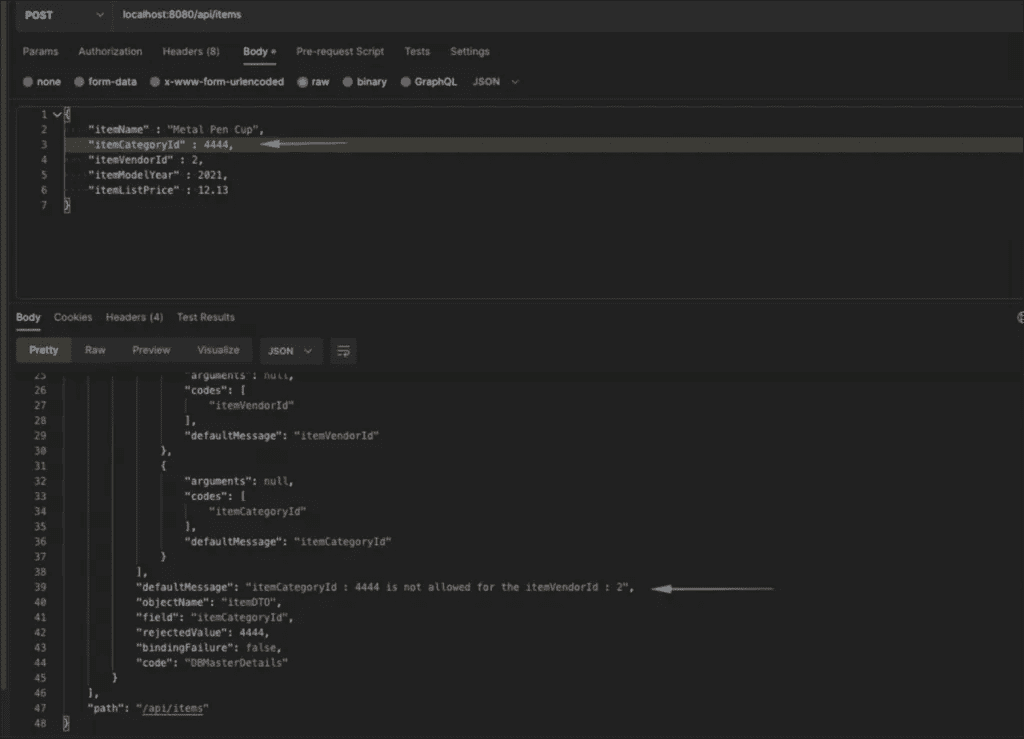 POST localhost:8080/api/items
Params Authorization Headers (8) Body Pre-request Script Tests Settings
none form-data x-www-form-urlencoded raw binary GraphQL JSON
1 {
2 "itemName" : "Metal Pen Cup",
3 "itemCategoryId" : 4444,
4 "itemVendorId" : 2,
5 "itemModelYear" : 2021,
6 "itemListPrice" : 12.13
7 }
Body Cookies Headers (4) Test Results
Pretty Raw Preview Visualize JSON
25 "arguments": null,
26 "codes": [
27 "itemVendorId"
28 ],
29 "defaultMessage": "itemVendorId"
30 },
31 {
32 "arguments": null,
33 "codes": [
34 "itemCategoryId"
35 ],
36 "defaultMessage": "itemCategoryId"
37 }
38 ],
39 "defaultMessage": "itemCategoryId : 4444 is not allowed for the itemVendorId : 2",
40 "objectName": "itemDTO",
41 "field": "itemCategoryId",
42 "rejectedValue": 4444,
43 "bindingFailure": false,
44 "code": "DBMasterDetails"
45 }
46 ],
47 "path": "/api/items"
48 }